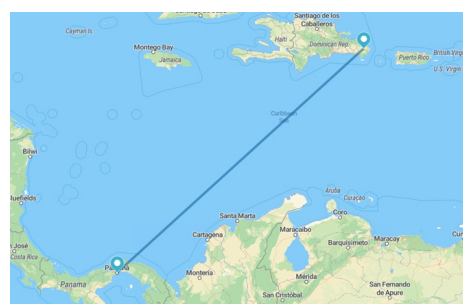 Cayman Is.
Santiago de los
Caballeros
Haiti
Dominican Rep.
Montego Bay
Jamaica
Puerto Rico
British Virgin
U.S. Virgin
Caribbean
Sea
Bilwi
Bluefields
Aruba
Curaçao
Santa Marta
Coro
Cartagena
Maracaibo
Maracay
Barquisimeto
José
Costa Rica
Panama
Panama
Montería
Mérida
San Fernando
de Apure
San Cristóbal